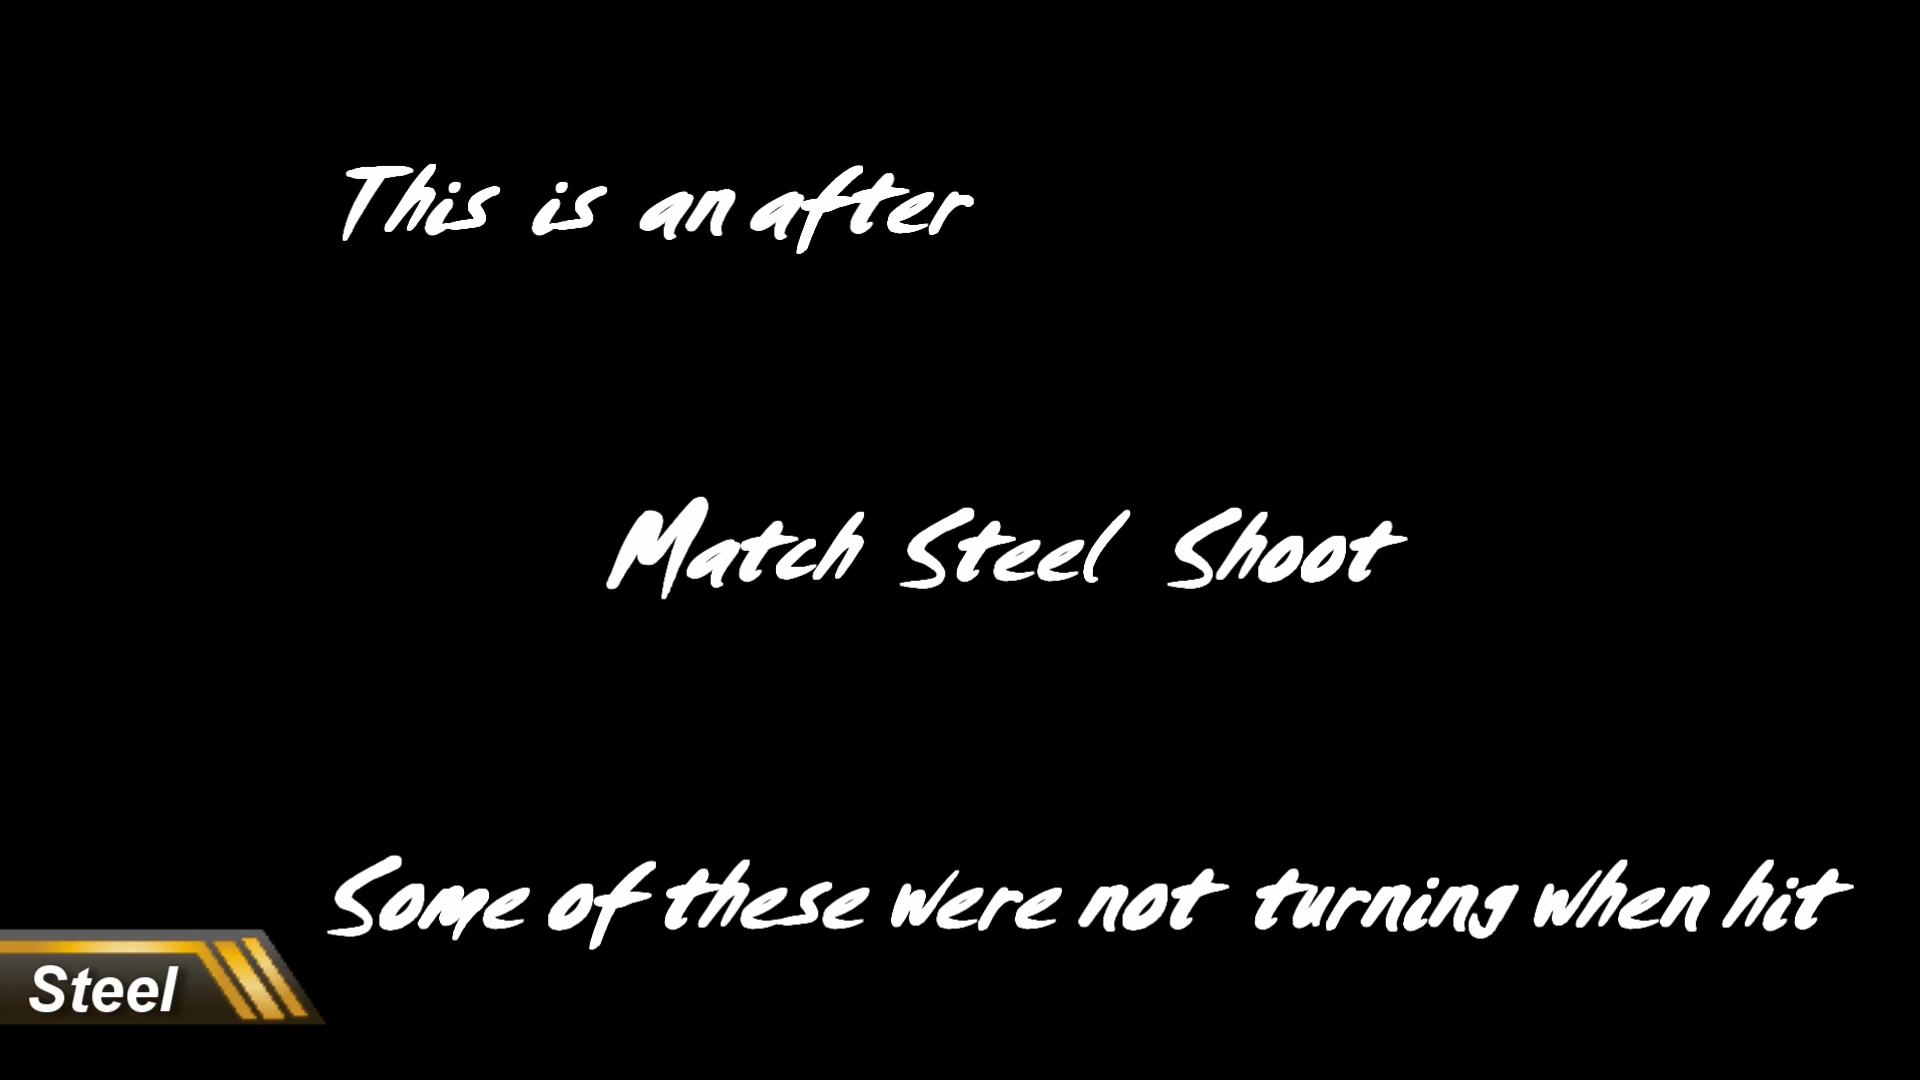 This is an after
Match Steel Shoot
Some of these were not turning when hit
Steel